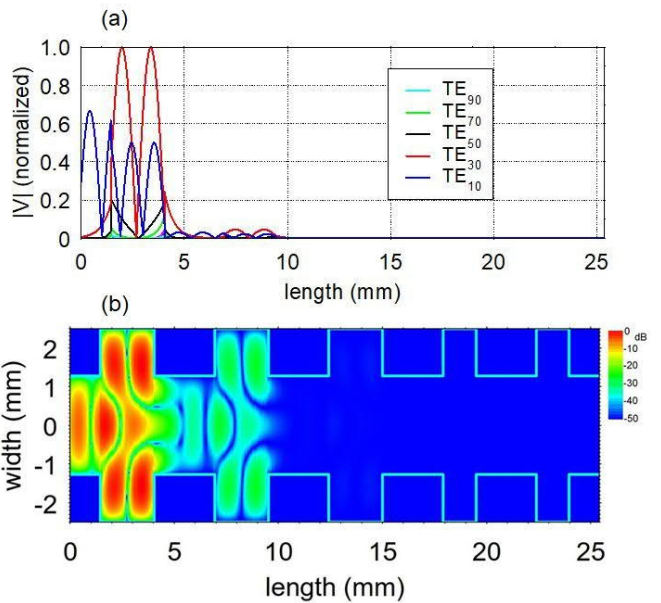 (a)
|V| (normalized)
1.0
0.8
0.6
0.4
0.2
0
TE90
TE70
TE50
TE30
TE10
0 5 10 15 20 25
length (mm)
(b)
width (mm)
2
1
0
-1
-2
0
dB
-10
-20
-30
-40
-50
0 5 10 15 20 25
length (mm)